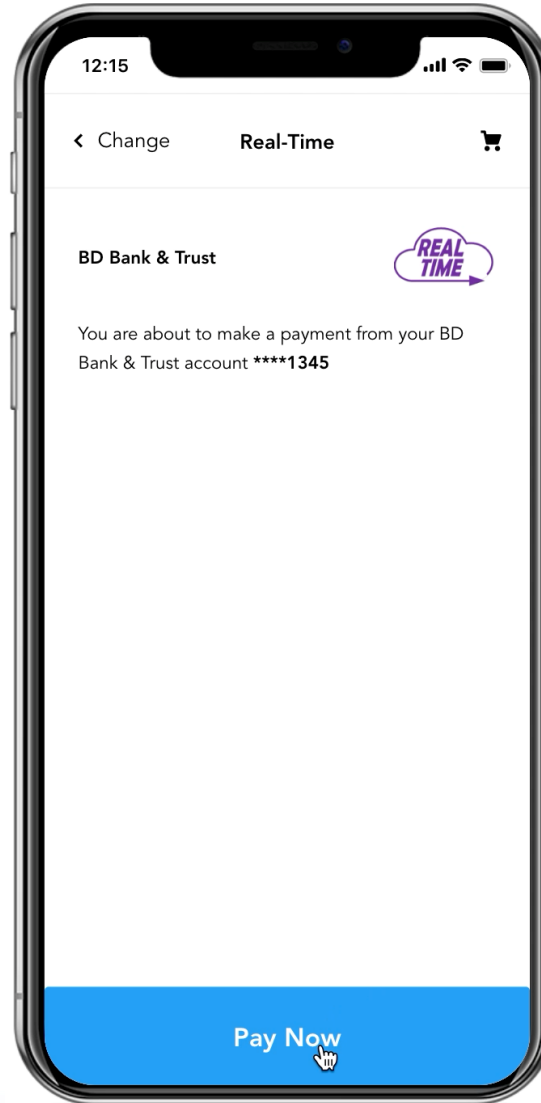 12:15
Change
Real-Time
BD Bank & Trust
REAL
TIME
You are about to make a payment from your BD
Bank & Trust account ****1345
Pay Now